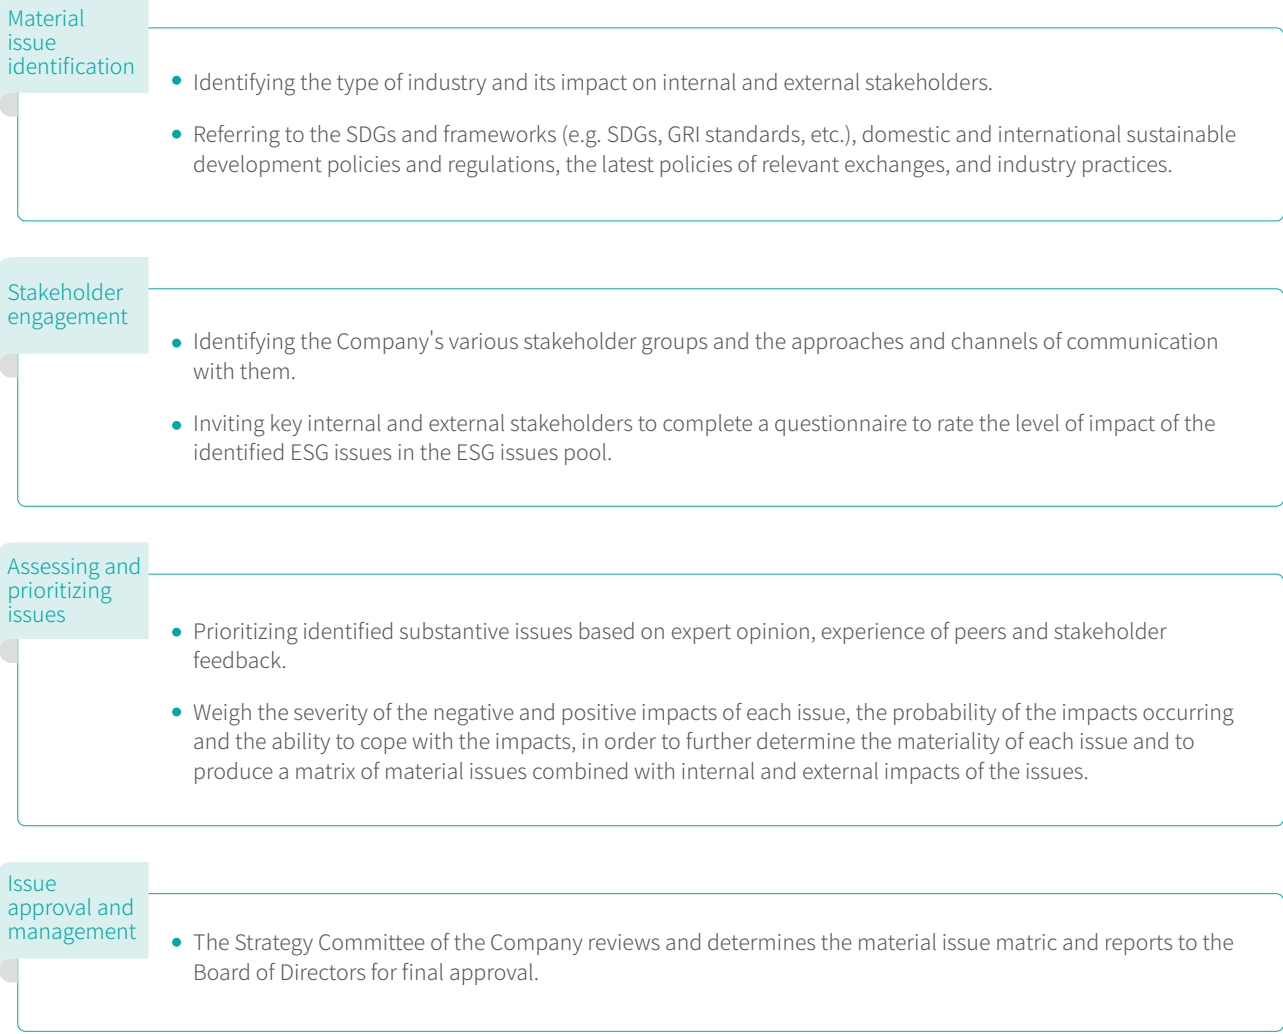 Material
issue
identification
Identifying the type of industry and its impact on internal and external stakeholders.
Referring to the SDGs and frameworks (e.g. SDGs, GRI standards, etc.), domestic and international sustainable
development policies and regulations, the latest policies of relevant exchanges, and industry practices.
Stakeholder
engagement
Identifying the Company's various stakeholder groups and the approaches and channels of communication
with them.
Inviting key internal and external stakeholders to complete a questionnaire to rate the level of impact of the
identified ESG issues in the ESG issues pool.
Assessing and
prioritizing
issues
Prioritizing identified substantive issues based on expert opinion, experience of peers and stakeholder
feedback.
Weigh the severity of the negative and positive impacts of each issue, the probability of the impacts occurring
and the ability to cope with the impacts, in order to further determine the materiality of each issue and to
produce a matrix of material issues combined with internal and external impacts of the issues.
Issue
approval and
management
The Strategy Committee of the Company reviews and determines the material issue matric and reports to the
Board of Directors for final approval.